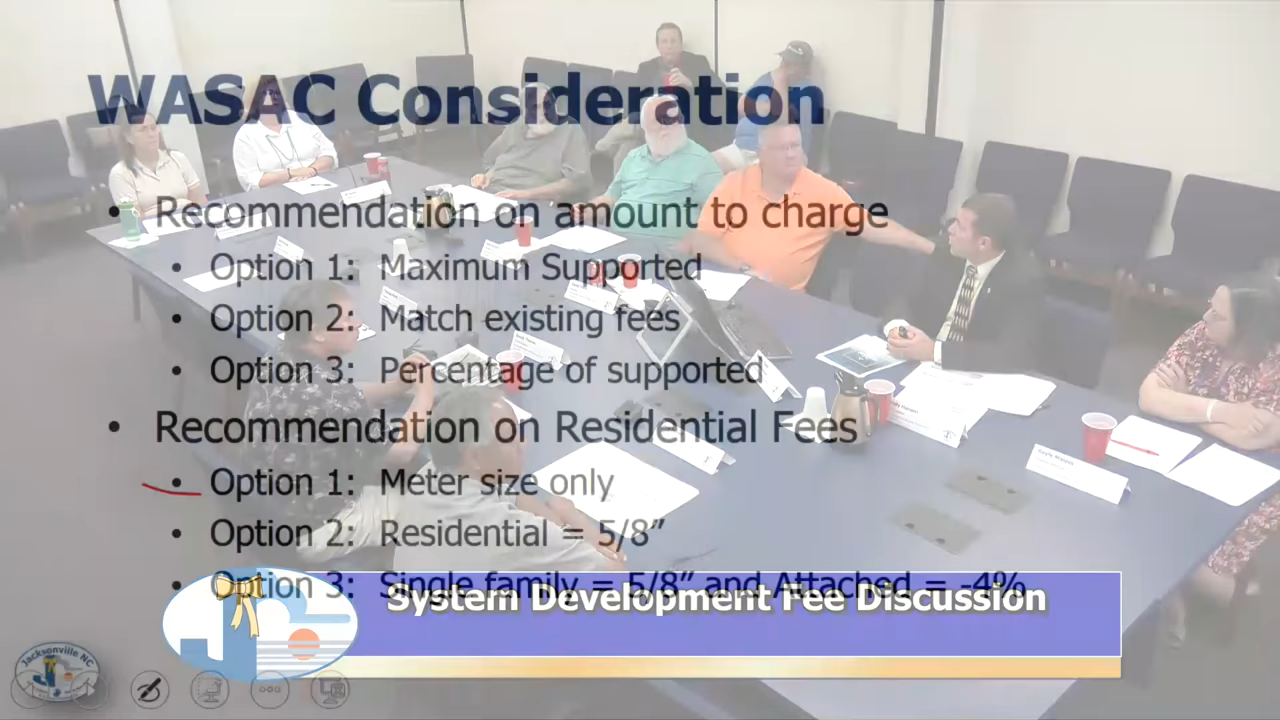 WASAC Consideration
• Recommendation on amount to charge
• Option 1: Maximum Supported
• Option 2: Match existing fees
• Option 3: Percentage of supported
• Recommendation on Residential Fees
• Option 1: Meter size only
• Option 2: Residential = 5/8”
• Option 3: Single family = 5/8” and Attached = -4%
System Development Fee Discussion
Jacksonville NC